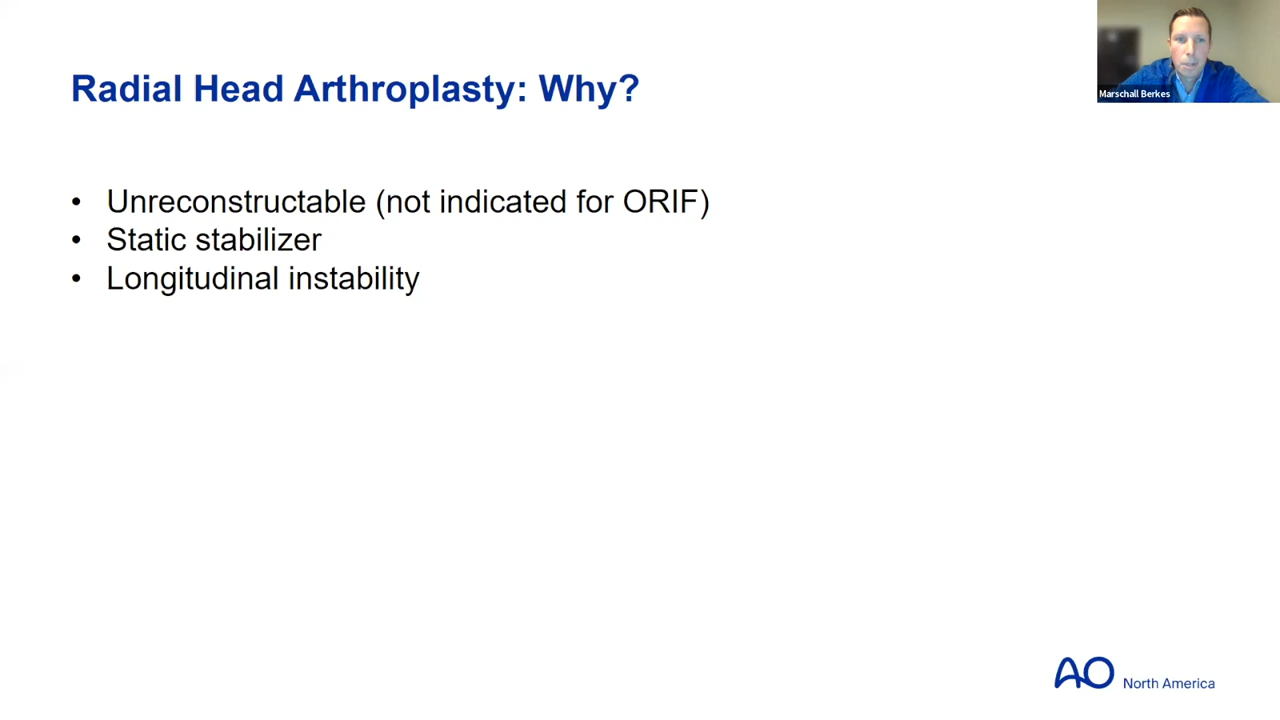 Marschall Berkes
Radial Head Arthroplasty: Why?
• Unreconstructable (not indicated for ORIF)
• Static stabilizer
• Longitudinal instability
AO North America